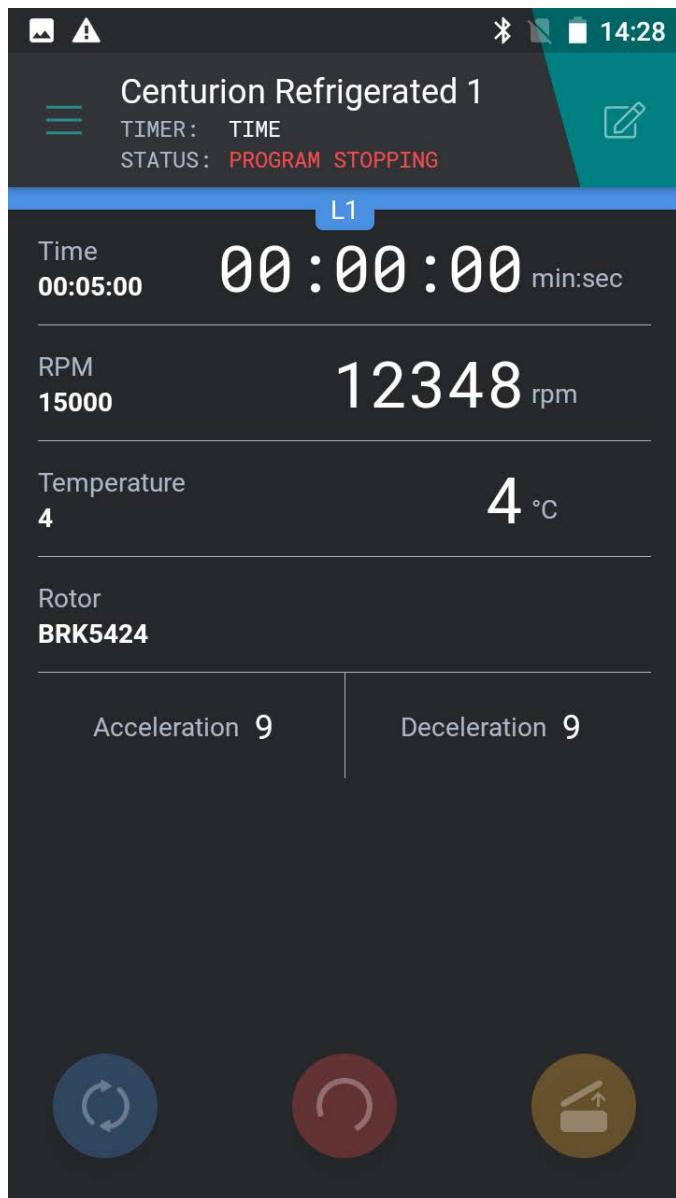 14:28
Centurion Refrigerated 1
TIMER: TIME
STATUS: PROGRAM STOPPING
L1
Time
00:05:00
00:00:00 min:sec
RPM
15000
12348 rpm
Temperature
4
4 °C
Rotor
BRK5424
Acceleration 9
Deceleration 9